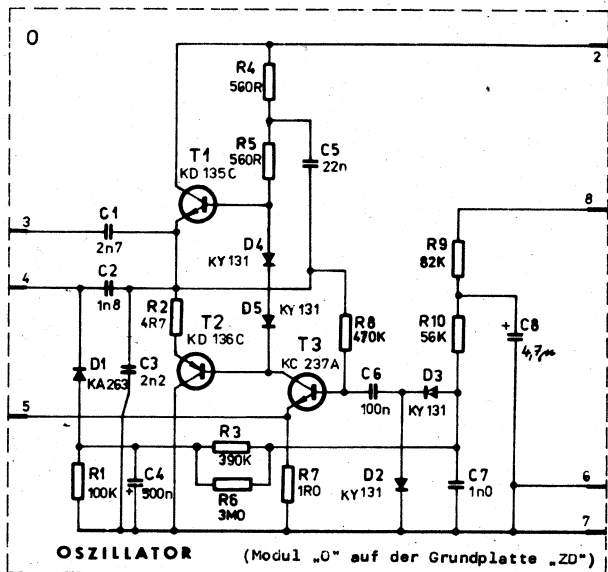 O
2
R4
560R
R5
560R
C5
22n
T1
KD 135C
8
3
C1
2n7
D4
KY 131
R9
82K
4
C2
1n8
R2
4R7
T2
KD 136C
D5
KY 131
T3
KC 237A
R8
470K
R10
56K
+
C8
4,7µ
D1
KA 263
C3
2n2
C6
100n
D3
KY 131
5
R3
390K
R1
100K
+
C4
500n
R6
3M0
R7
1R0
D2
KY 131
C7
1n0
6
7
OSZILLATOR
(Modul „O" auf der Grundplatte „ZD")